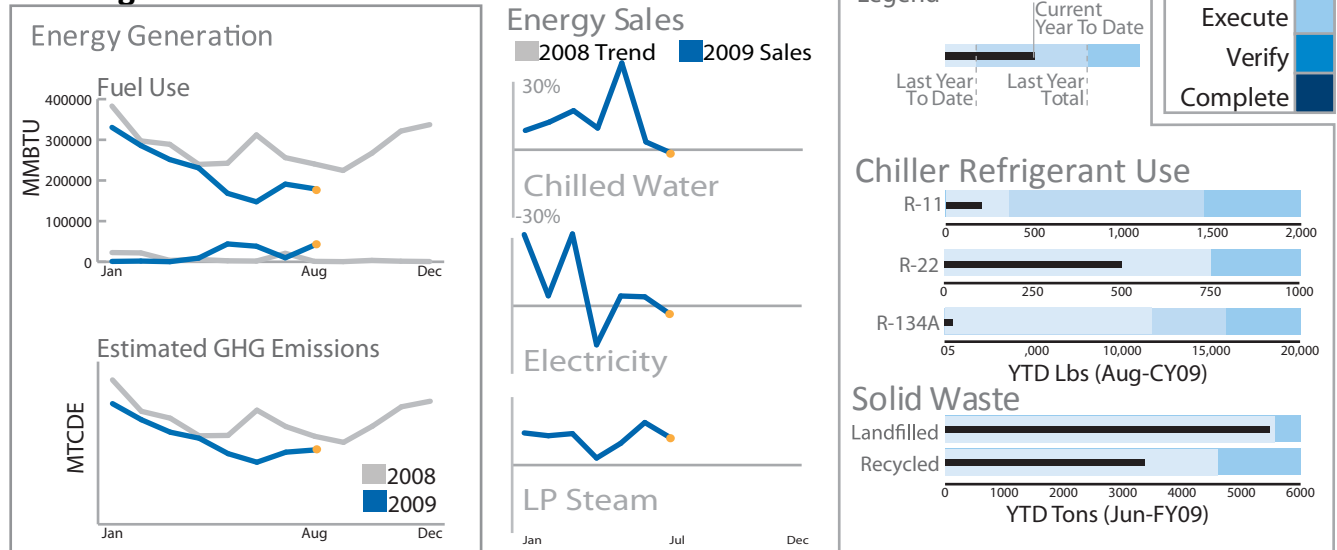 Energy Generation
Fuel Use
MMBTU
400000
300000
200000
100000
0
Jan
Aug
Dec
Estimated GHG Emissions
MTCDE
2008
2009
Jan
Aug
Dec
Energy Sales
2008 Trend
2009 Sales
30%
Chilled Water
-30%
Electricity
LP Steam
Jan
Jul
Dec
Current
Year To Date
Last Year
To Date
Last Year
Total
Execute
Verify
Complete
Chiller Refrigerant Use
R-11
0 500 1,000 1,500 2,000
R-22
0 250 500 750 1000
R-134A
05 ,000 10,000 15,000 20,000
YTD Lbs (Aug-CY09)
Solid Waste
Landfilled
Recycled
0 1000 2000 3000 4000 5000 6000
YTD Tons (Jun-FY09)